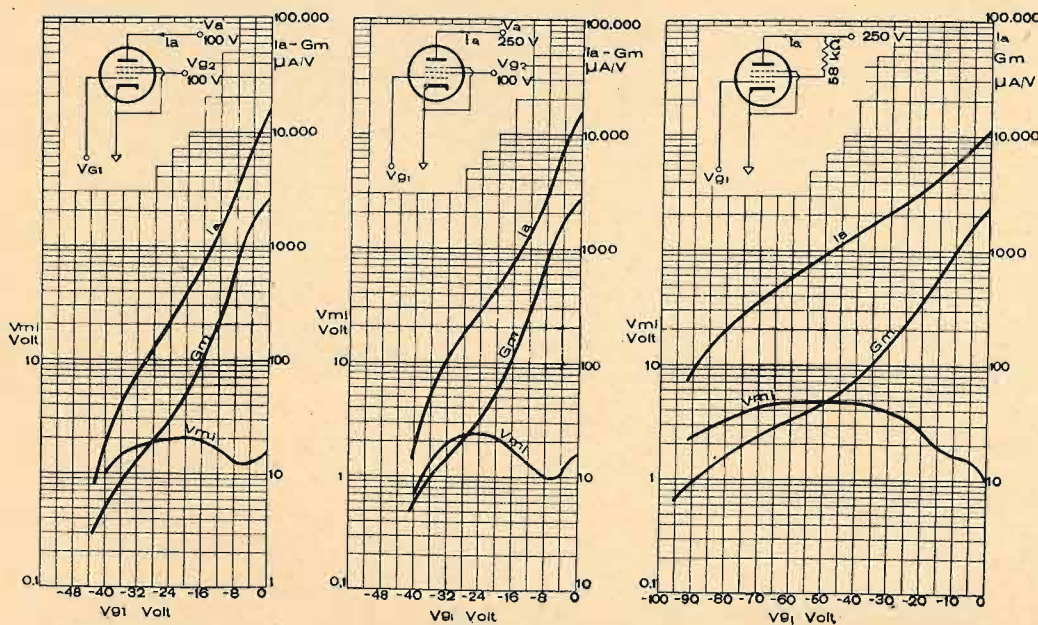 Va
100 V
Ia
Vg2
100 V
VG1
100.000
Ia–Gm
µA/V
10.000
1000
100
10
1
Vmi
Volt
10
1
0.1
Ia
Gm
Vmi
-48 -40 -32 -24 -16 -8 0
Vg1 Volt
Va
250 V
Ia
Vg2
100 V
Vg1
100.000
Ia–Gm
µA/V
10.000
1000
100
10
Vmi
Volt
10
1
0.1
Ia
Gm
Vmi
-48 -40 -32 -24 -16 -8 0
Vg1 Volt
250 V
Ia
58 kΩ
Vg1
100.000
Ia
Gm
µA/V
10.000
1000
100
10
Vmi
Volt
10
1
0.1
Ia
Gm
Vmi
-100 -90 -80 -70 -60 -50 -40 -30 -20 -10 0
Vg1 Volt